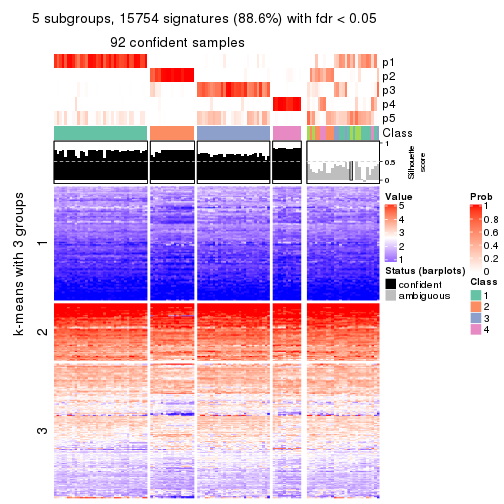 5 subgroups, 15754 signatures (88.6%) with fdr < 0.05
92 confident samples
p1
p2
p3
p4
p5
Class
1
0.5
0
Silhouette
score
k-means with 3 groups
1
2
3
Value
5
4
3
2
1
Status (barplots)
confident
ambiguous
Prob
1
0.8
0.6
0.4
0.2
0
Class
1
2
3
4